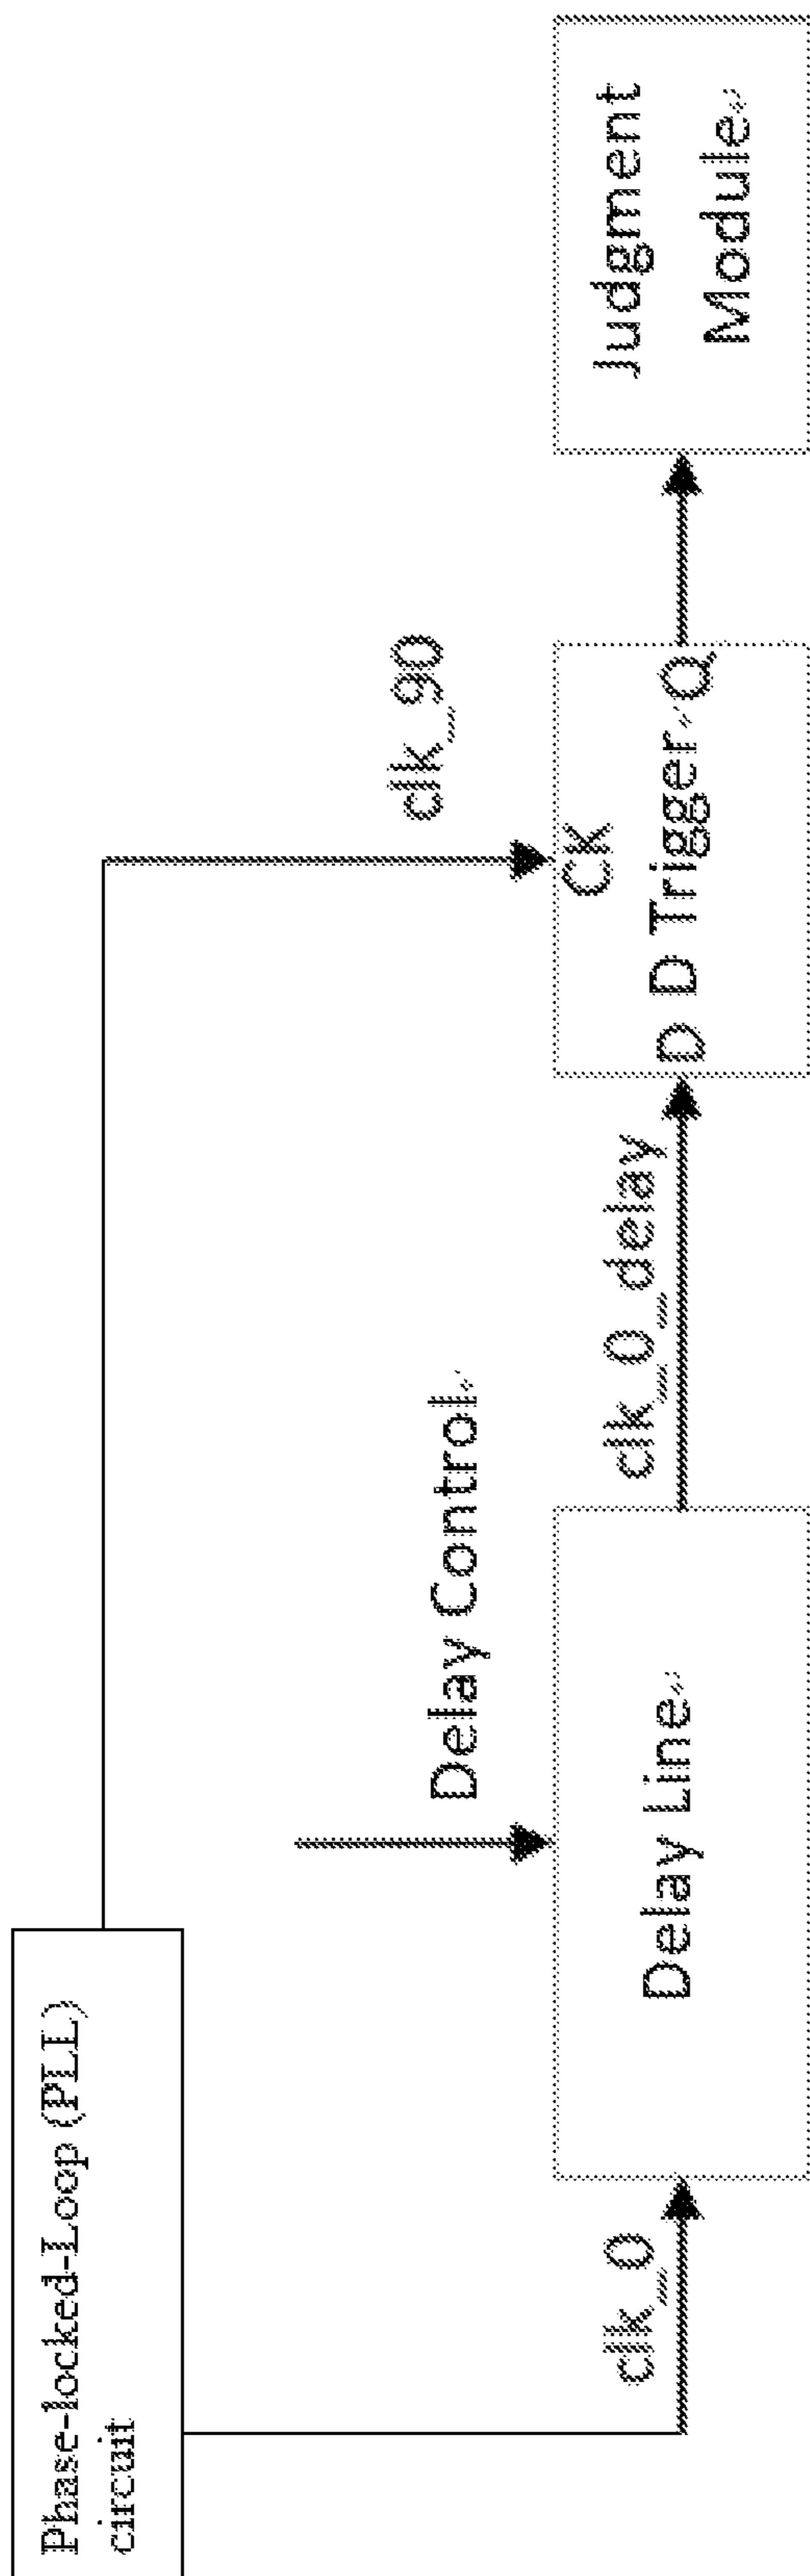 Phase-locked-Loop (PLL)
circuit
clk_0
Delay Line
Delay Control
clk_0_delay
CK
D D Trigger Q
clk_90
Judgment
Module